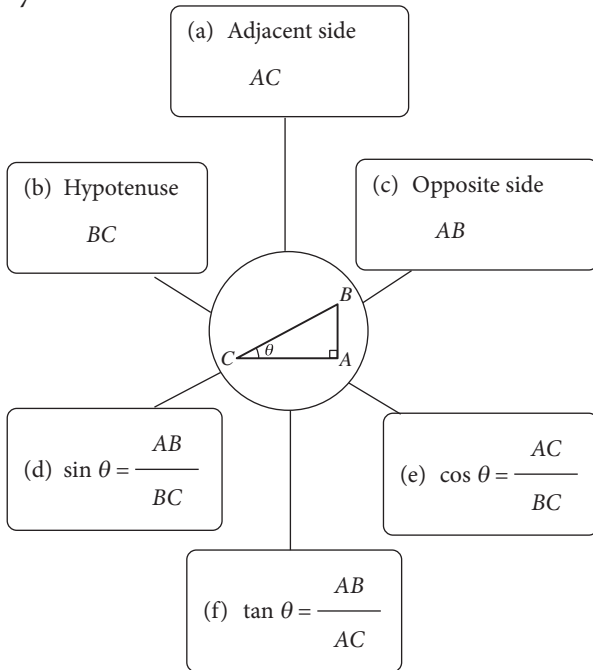 (a) Adjacent side
AC
(b) Hypotenuse
BC
(c) Opposite side
AB
B
C
θ
A
(d) sin θ = AB
BC
(e) cos θ = AC
BC
(f) tan θ = AB
AC